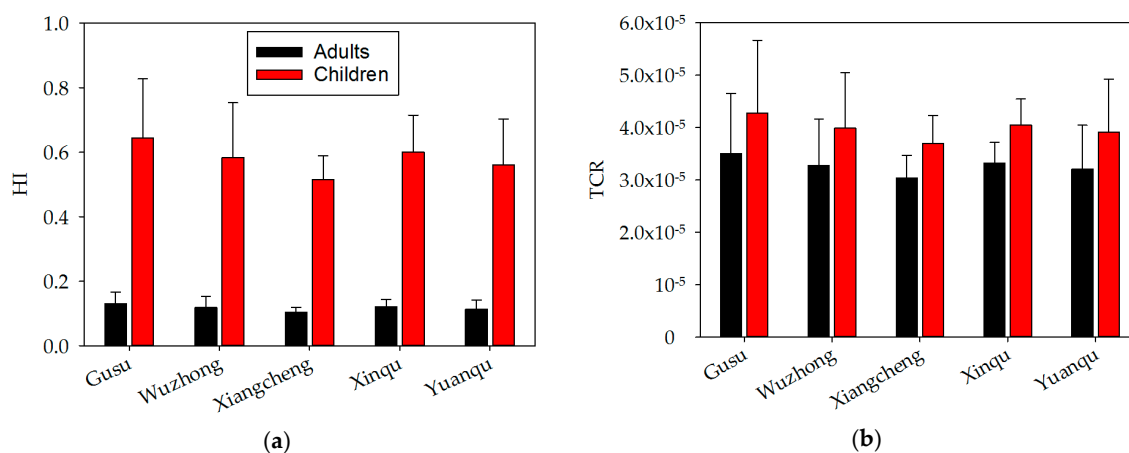 1.0
0.8
0.6
0.4
0.2
0.0
HI
Adults
Children
Gusu
Wuzhong
Xiangcheng
Xinqu
Yuanqu
(a)
6.0x10⁻⁵
5.0x10⁻⁵
4.0x10⁻⁵
3.0x10⁻⁵
2.0x10⁻⁵
10⁻⁵
0
TCR
Gusu
Wuzhong
Xiangcheng
Xinqu
Yuanqu
(b)